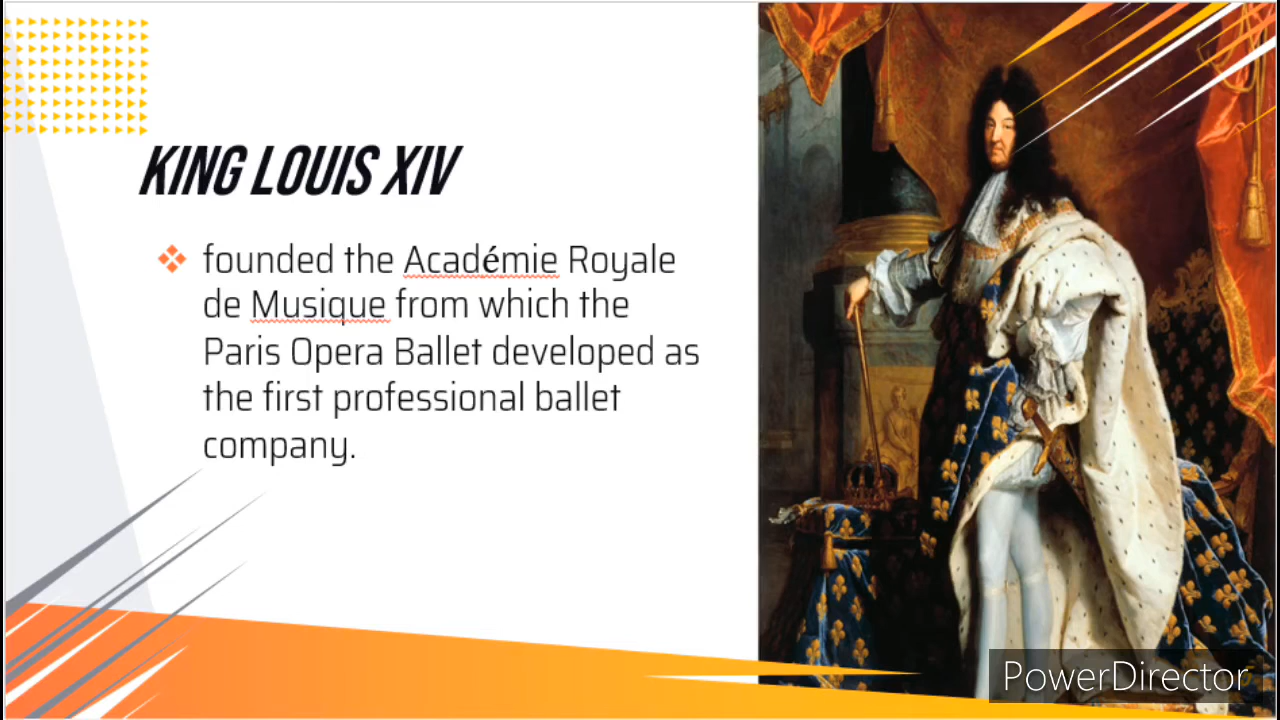 KING LOUIS XIV
founded the Académie Royale
de Musique from which the
Paris Opera Ballet developed as
the first professional ballet
company.
PowerDirector